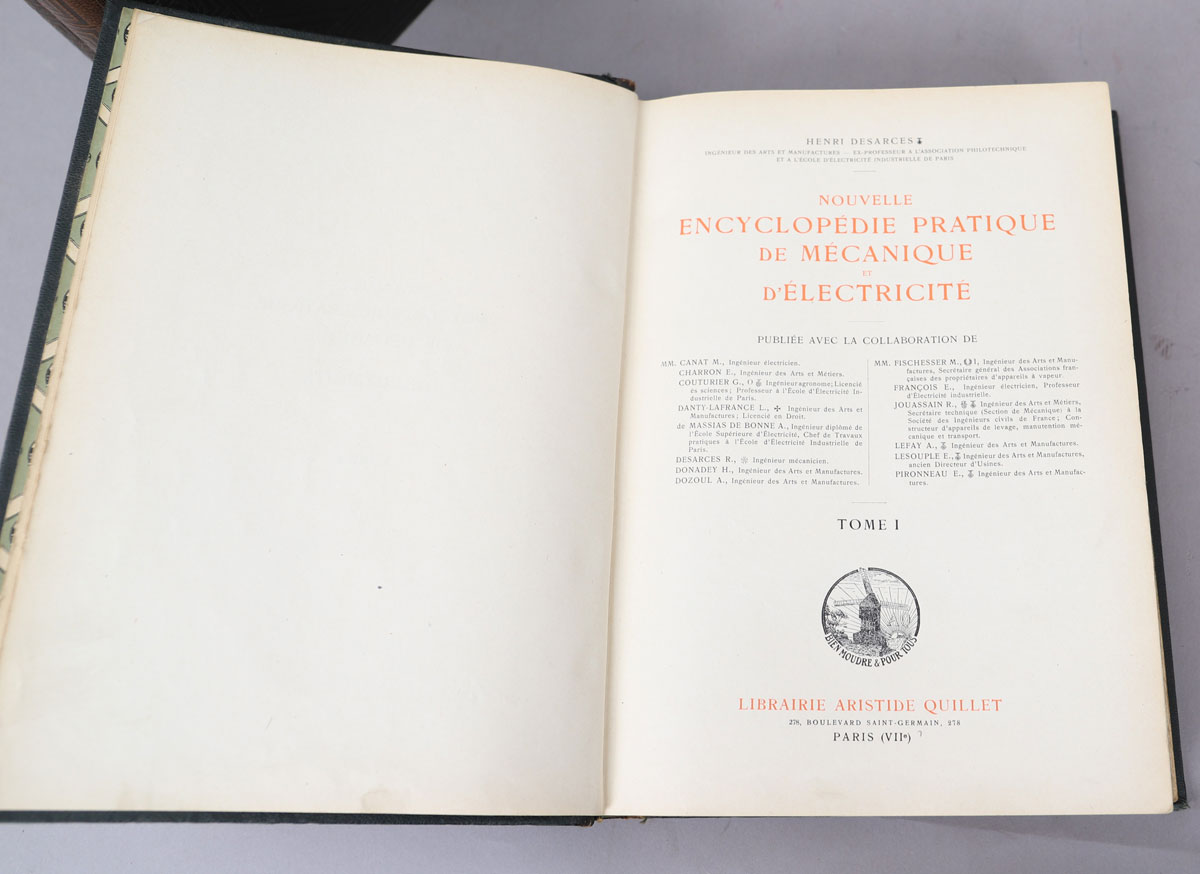 HENRI DESARCES
INGÉNIEUR DES ARTS ET MANUFACTURES - EX-PROFESSEUR A L'ASSOCIATION PHILOTECHNIQUE
ET A L'ÉCOLE D'ÉLECTRICITÉ INDUSTRIELLE DE PARIS
NOUVELLE
ENCYCLOPÉDIE PRATIQUE
DE MÉCANIQUE
ET
D'ÉLECTRICITÉ
PUBLIÉE AVEC LA COLLABORATION DE
MM. CANAT M., Ingénieur électricien.
CHARRON E., Ingénieur des Arts et Métiers.
COUTURIER G., O Ingénieur agronome; Licencié
ès sciences; Professeur à l'École d'Électricité In-
dustrielle de Paris.
DANTY-LAFRANCE L., Ingénieur des Arts et
Manufactures; Licencié en Droit.
de MASSIAS DE BONNE A., Ingénieur diplômé de
l'École Supérieure d'Électricité, Chef de Travaux
pratiques à l'École d'Électricité Industrielle de
Paris.
DESARCES R., Ingénieur mécanicien.
DONADEY H., Ingénieur des Arts et Manufactures.
DOZOUL A., Ingénieur des Arts et Manufactures.
MM. FISCHESSER M., I, Ingénieur des Arts et Manu-
factures, Secrétaire général des Associations fran-
çaises des propriétaires d'appareils à vapeur
FRANÇOIS E., Ingénieur électricien, Professeur
d'Électricité industrielle.
JOUASSAIN R., Ingénieur des Arts et Métiers,
Secrétaire technique (Section de Mécanique) à la
Société des Ingénieurs civils de France; Con-
structeur d'appareils de levage, manutention mé-
canique et transport.
LEFAY A., Ingénieur des Arts et Manufactures.
LESOUPLE E., Ingénieur des Arts et Manufactures,
ancien Directeur d'Usines.
PIRONNEAU E., Ingénieur des Arts et Manufac-
tures.
TOME I
BIEN MOUDRE & POUR TOUS
LIBRAIRIE ARISTIDE QUILLET
278, BOULEVARD SAINT-GERMAIN, 278
PARIS (VIIe) 7